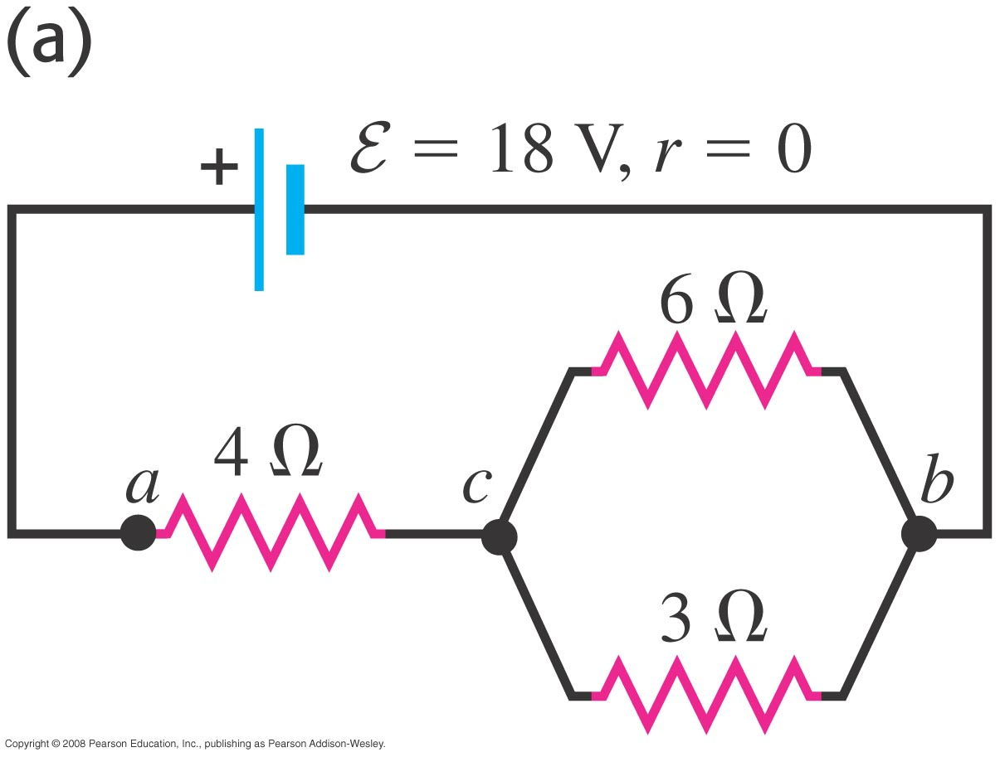 (a)
+
ℰ = 18 V, r = 0
6 Ω
4 Ω
a
c
b
3 Ω
Copyright © 2008 Pearson Education, Inc., publishing as Pearson Addison-Wesley.